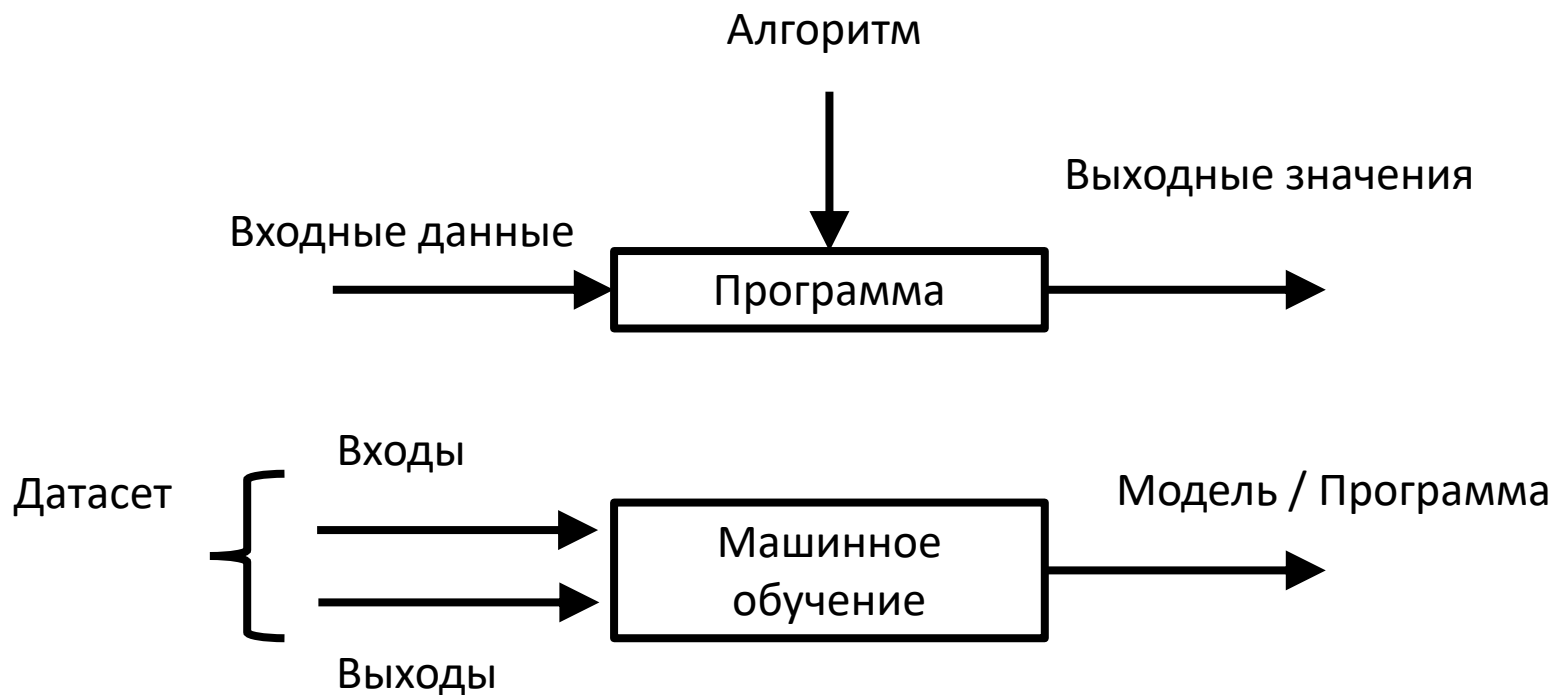 Алгоритм
Выходные значения
Входные данные
Программа
Входы
Датасет
Модель / Программа
Машинное
обучение
Выходы